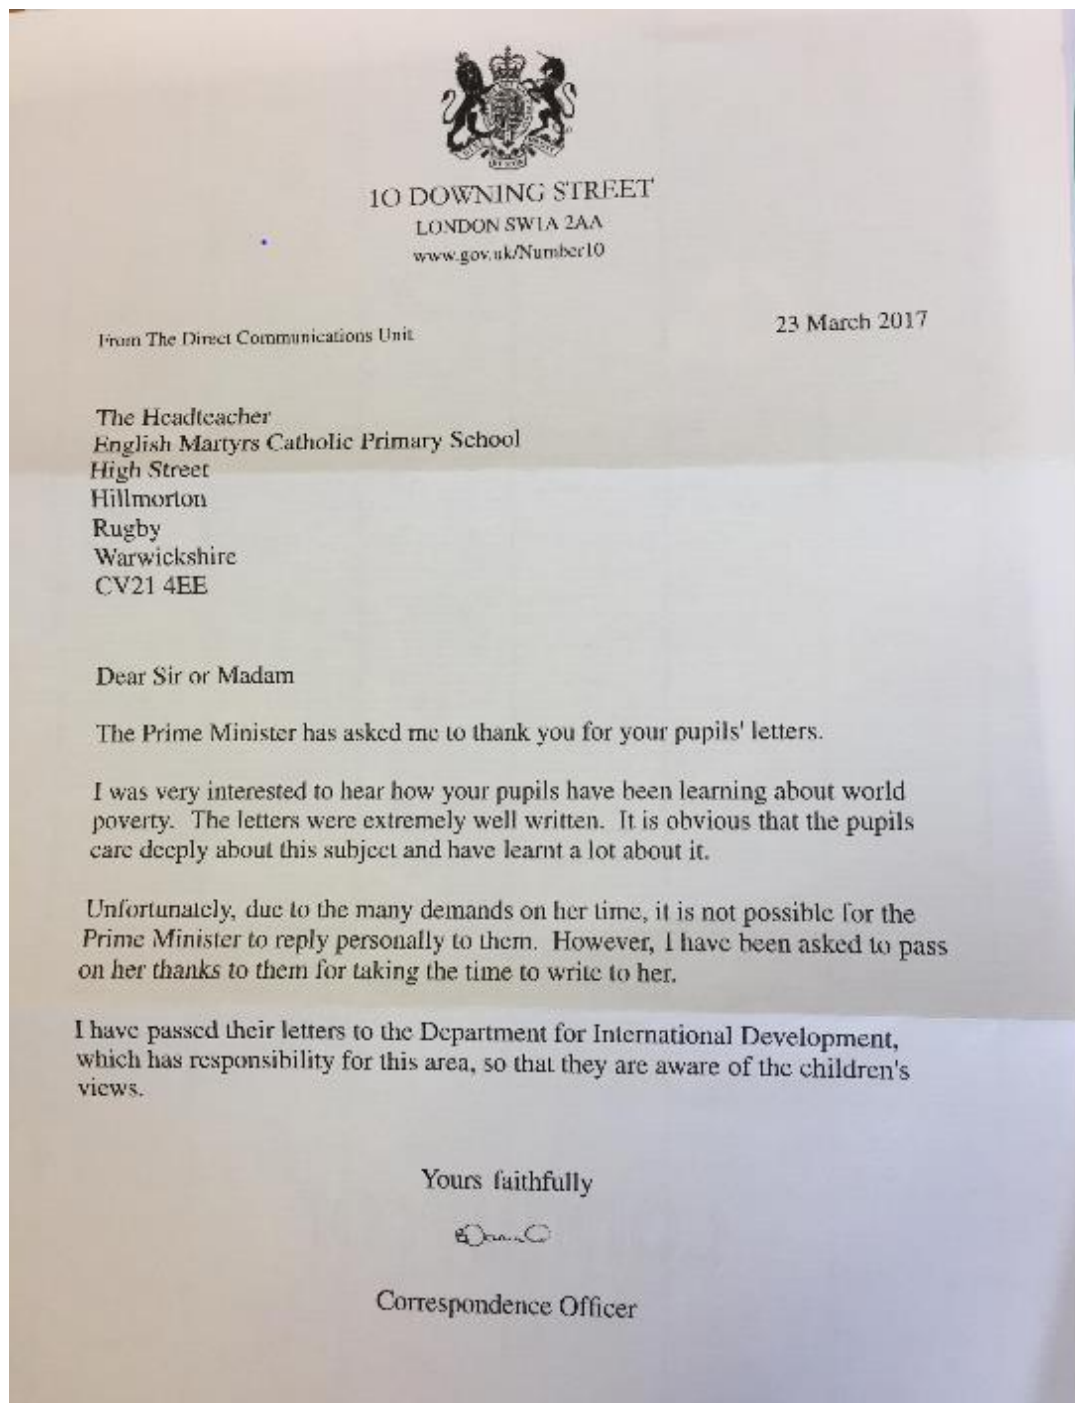 10 DOWNING STREET
LONDON SW1A 2AA
www.gov.uk/Number10
From The Direct Communications Unit
23 March 2017
The Headteacher
English Martyrs Catholic Primary School
High Street
Hillmorton
Rugby
Warwickshire
CV21 4EE
Dear Sir or Madam
The Prime Minister has asked me to thank you for your pupils' letters.
I was very interested to hear how your pupils have been learning about world
poverty. The letters were extremely well written. It is obvious that the pupils
care deeply about this subject and have learnt a lot about it.
Unfortunately, due to the many demands on her time, it is not possible for the
Prime Minister to reply personally to them. However, I have been asked to pass
on her thanks to them for taking the time to write to her.
I have passed their letters to the Department for International Development,
which has responsibility for this area, so that they are aware of the children's
views.
Yours faithfully
Correspondence Officer